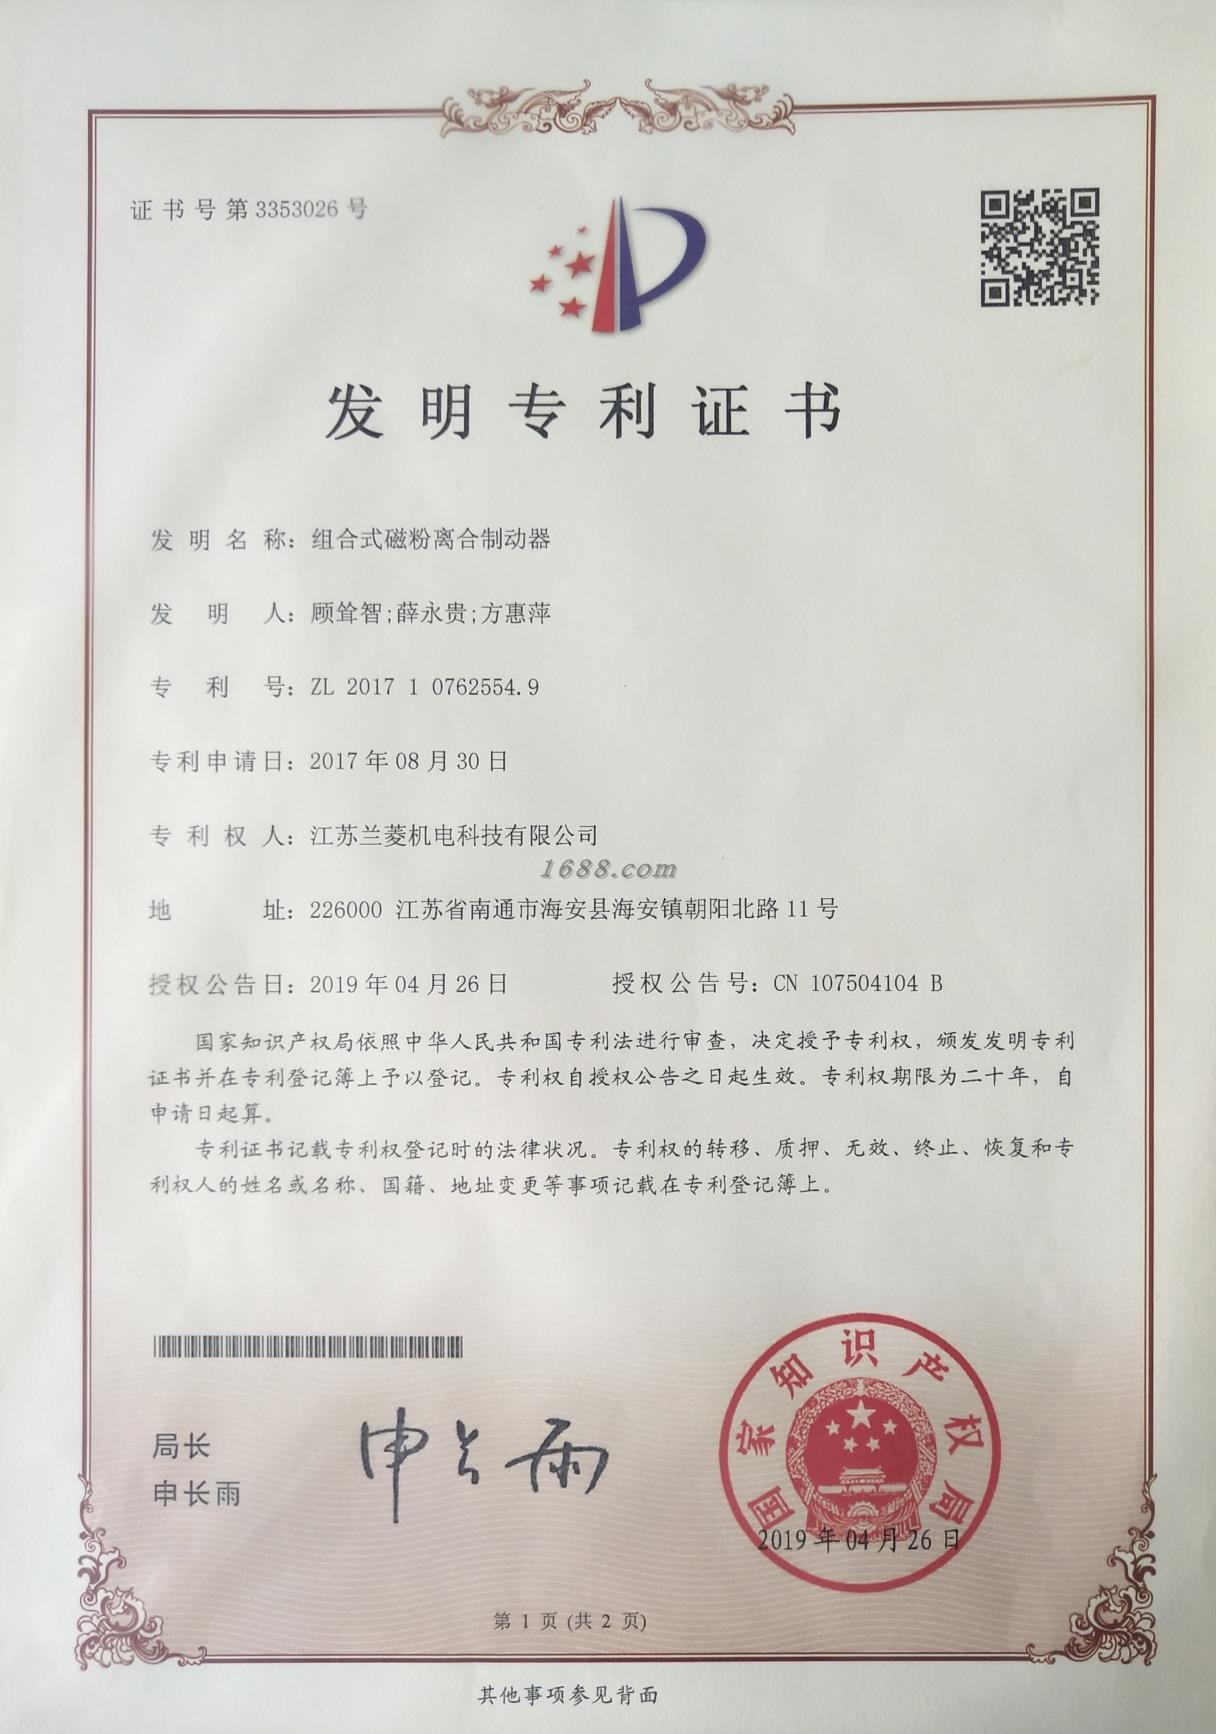 证书号第3353026号
发明专利证书
发明名称：组合式磁粉离合制动器
发明人：顾耸智;薛永贵;方惠萍
专利号：ZL 2017 1 0762554.9
专利申请日：2017年08月30日
专利权人：江苏兰菱机电科技有限公司
1688.com
地址：226000 江苏省南通市海安县海安镇朝阳北路11号
授权公告日：2019年04月26日 授权公告号：CN 107504104 B
国家知识产权局依照中华人民共和国专利法进行审查，决定授予专利权，颁发发明专利
证书并在专利登记簿上予以登记。专利权自授权公告之日起生效。专利权期限为二十年，自
申请日起算。
专利证书记载专利权登记时的法律状况。专利权的转移、质押、无效、终止、恢复和专
利权人的姓名或名称、国籍、地址变更等事项记载在专利登记簿上。
局长
申长雨
申长雨
国家知识产权局
2019年04月26日
第 1 页 (共 2 页)
其他事项参见背面